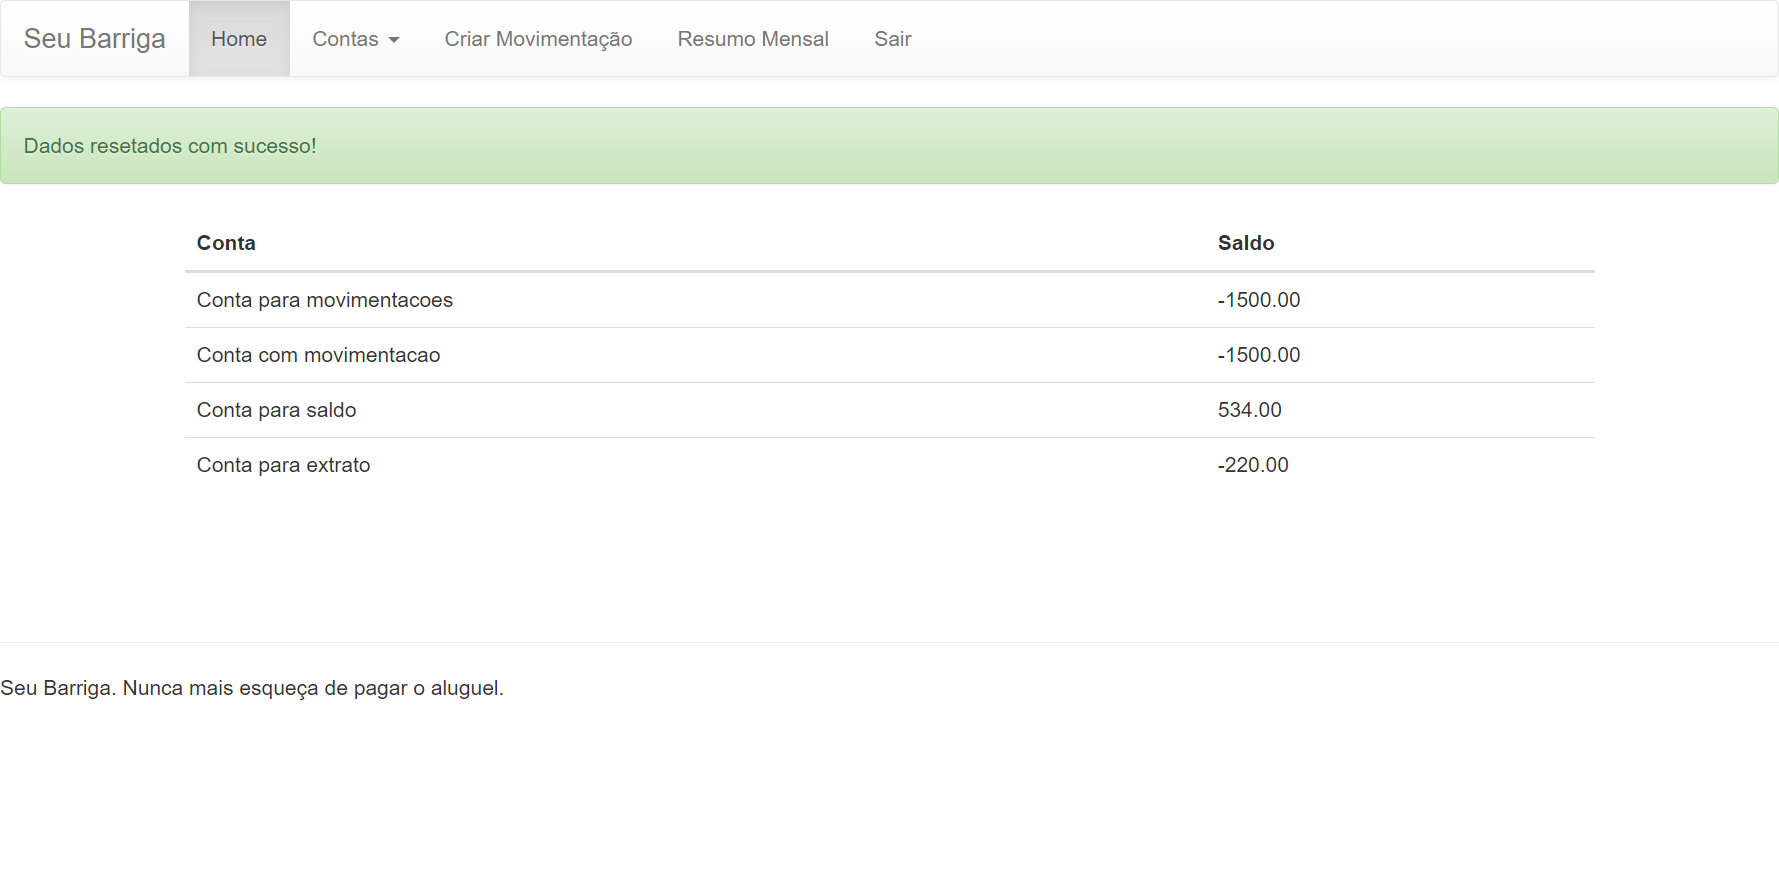 Seu Barriga Home Contas Criar Movimentação Resumo Mensal Sair
Dados resetados com sucesso!
Conta Saldo
Conta para movimentacoes -1500.00
Conta com movimentacao -1500.00
Conta para saldo 534.00
Conta para extrato -220.00
Seu Barriga. Nunca mais esqueça de pagar o aluguel.